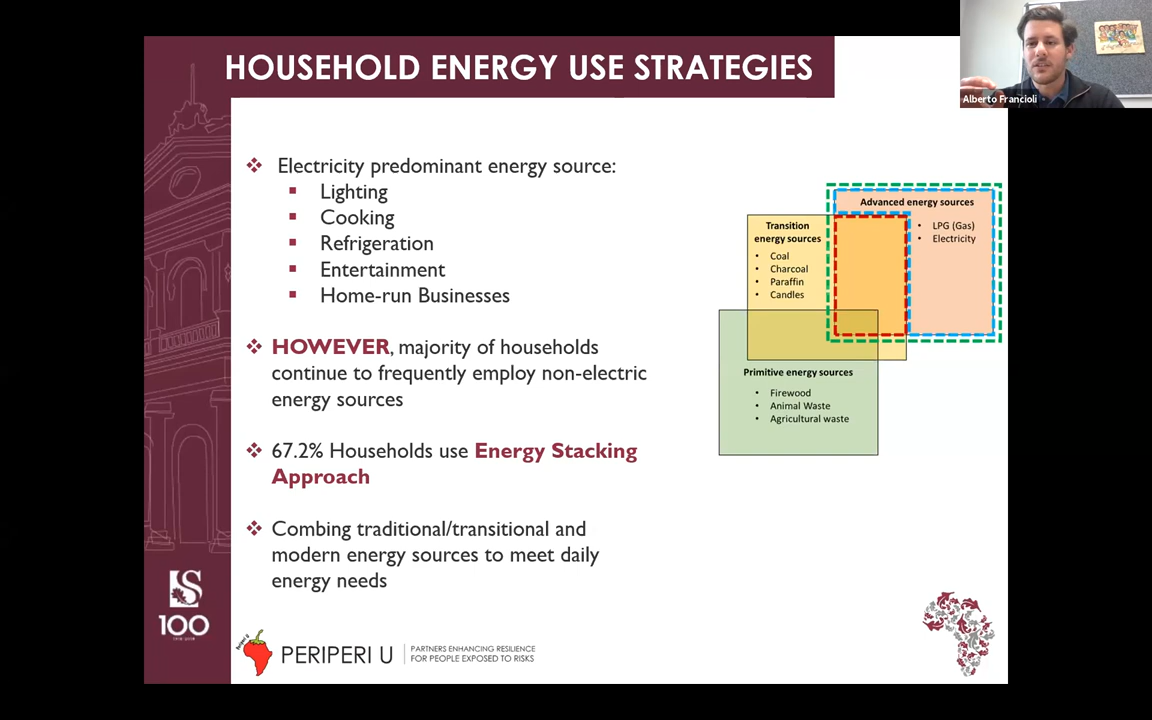 HOUSEHOLD ENERGY USE STRATEGIES
Alberto Francioli
Electricity predominant energy source:
Lighting
Cooking
Refrigeration
Entertainment
Home-run Businesses
HOWEVER, majority of households
continue to frequently employ non-electric
energy sources
67.2% Households use Energy Stacking
Approach
Combing traditional/transitional and
modern energy sources to meet daily
energy needs
Advanced energy sources
• LPG (Gas)
• Electricity
Transition
energy sources
• Coal
• Charcoal
• Paraffin
• Candles
Primitive energy sources
• Firewood
• Animal Waste
• Agricultural waste
100
PERIPERI U
PARTNERS ENHANCING RESILIENCE
FOR PEOPLE EXPOSED TO RISKS